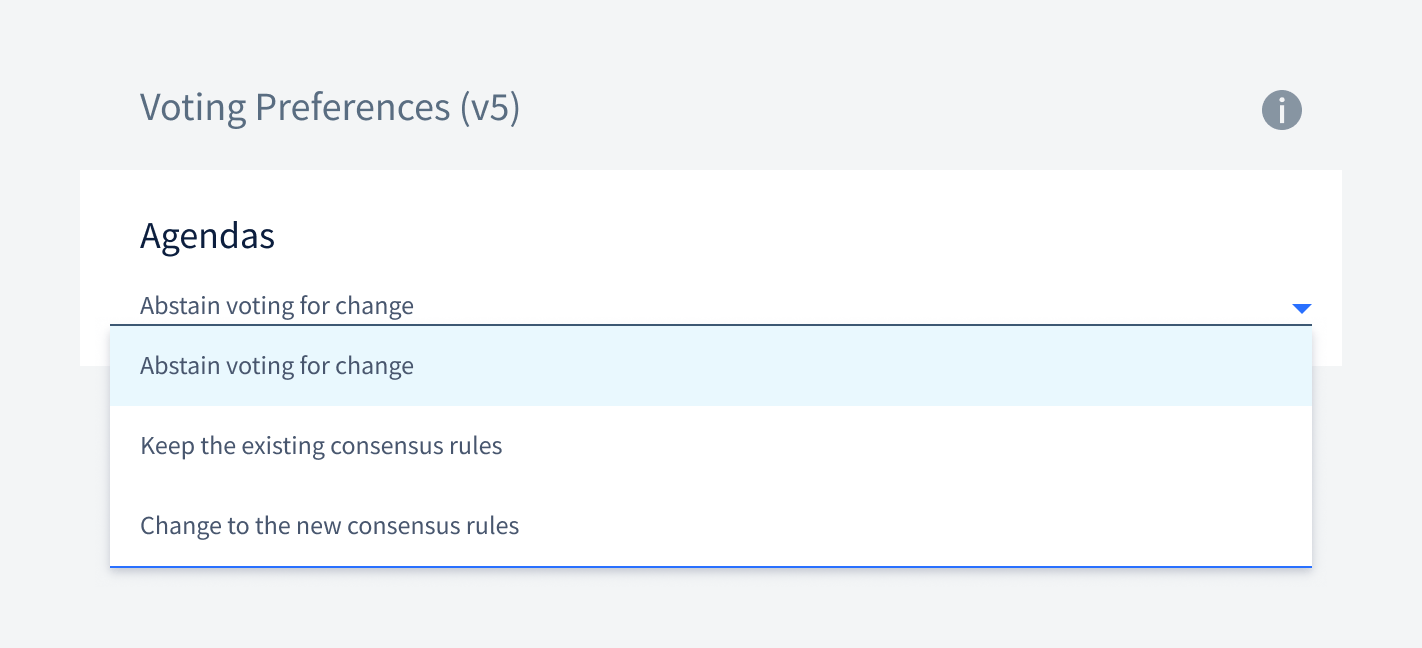 Voting Preferences (v5)
i
Agendas
Abstain voting for change
Abstain voting for change
Keep the existing consensus rules
Change to the new consensus rules